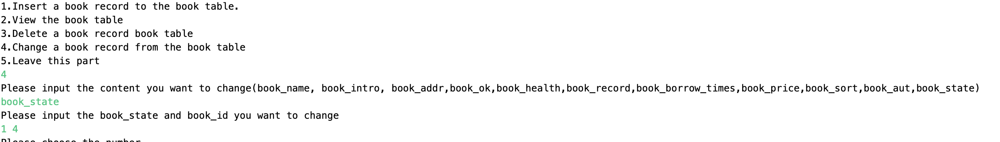 1.Insert a book record to the book table.
2.View the book table
3.Delete a book record book table
4.Change a book record from the book table
5.Leave this part
4
Please input the content you want to change(book_name, book_intro, book_addr,book_ok,book_health,book_record,book_borrow_times,book_price,book_sort,book_aut,book_state)
book_state
Please input the book_state and book_id you want to change
1 4
Please choose the number